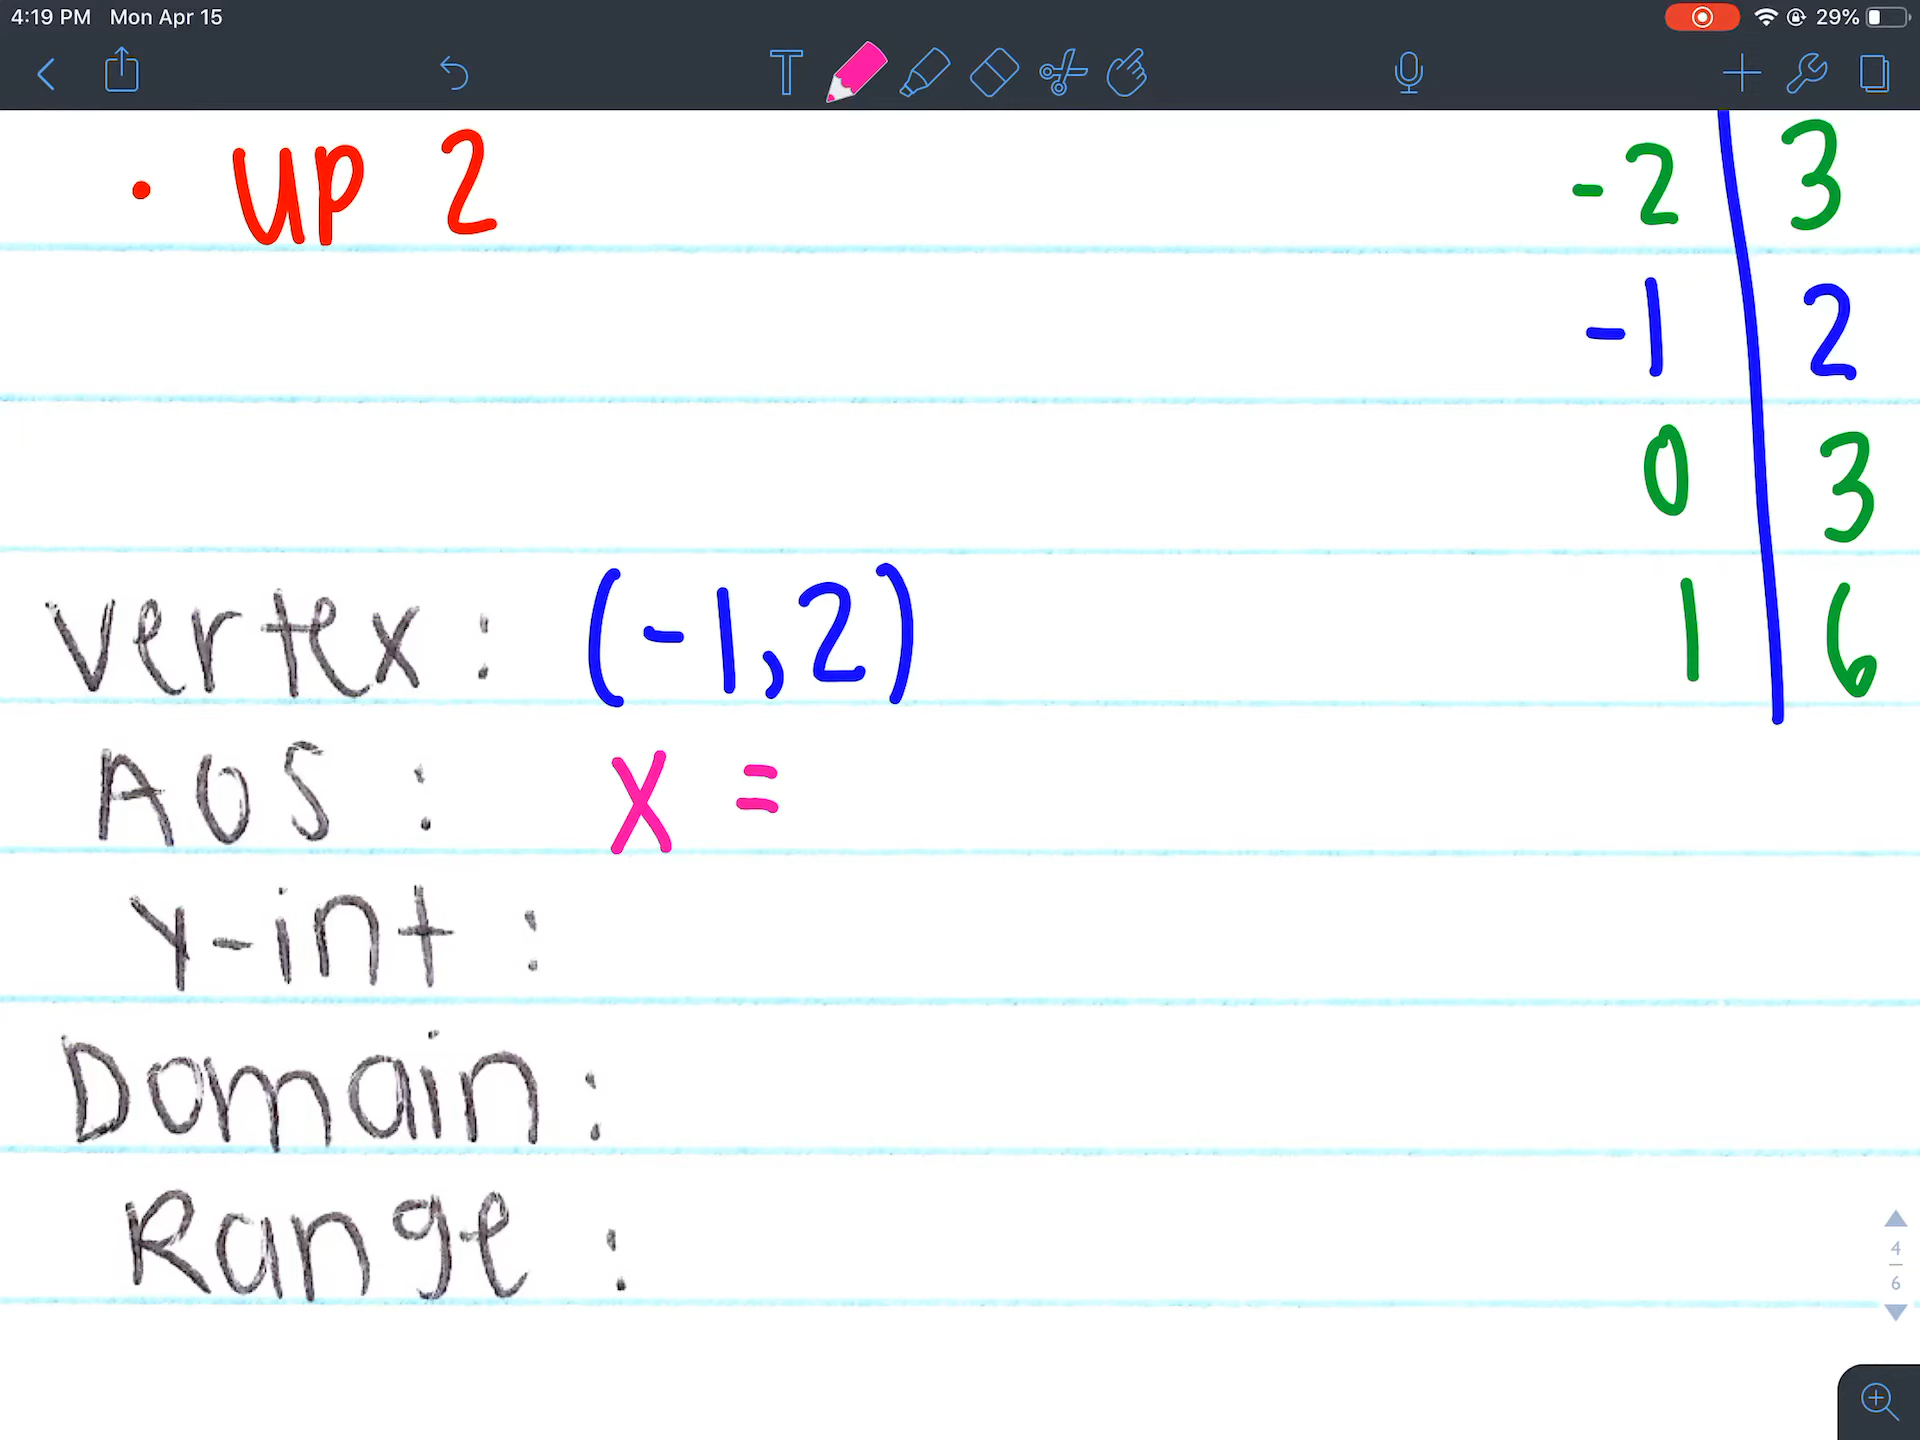 4:19 PM Mon Apr 15 29%
T
• UP 2
-2 3
-1 2
0 3
1 6
Vertex: (-1,2)
AOS: X =
Y-int:
Domain:
Range:
4
6